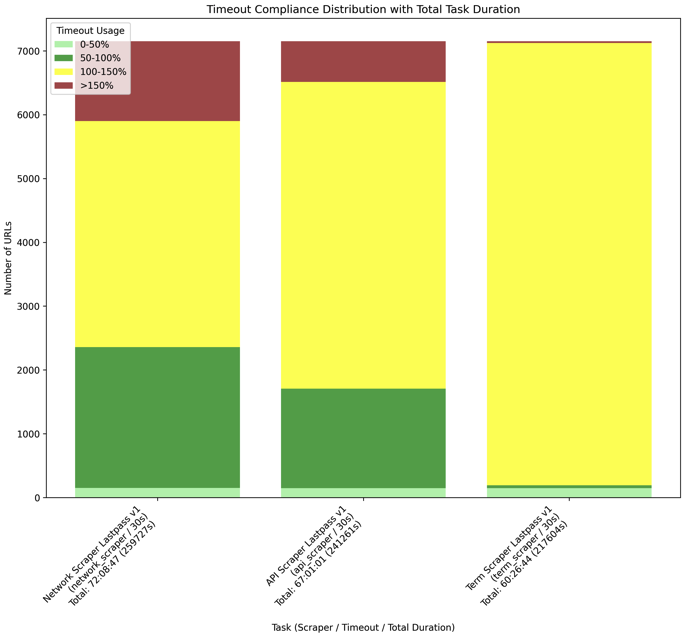 Timeout Compliance Distribution with Total Task Duration
Timeout Usage
0-50%
50-100%
100-150%
>150%
Number of URLs
7000
6000
5000
4000
3000
2000
1000
0
Network Scraper Lastpass v1
(network_scraper / 30s)
Total: 72:08:47 (259727s)
API Scraper Lastpass v1
(api_scraper / 30s)
Total: 67:01:01 (241261s)
Term Scraper Lastpass v1
(term_scraper / 30s)
Total: 60:26:44 (217604s)
Task (Scraper / Timeout / Total Duration)